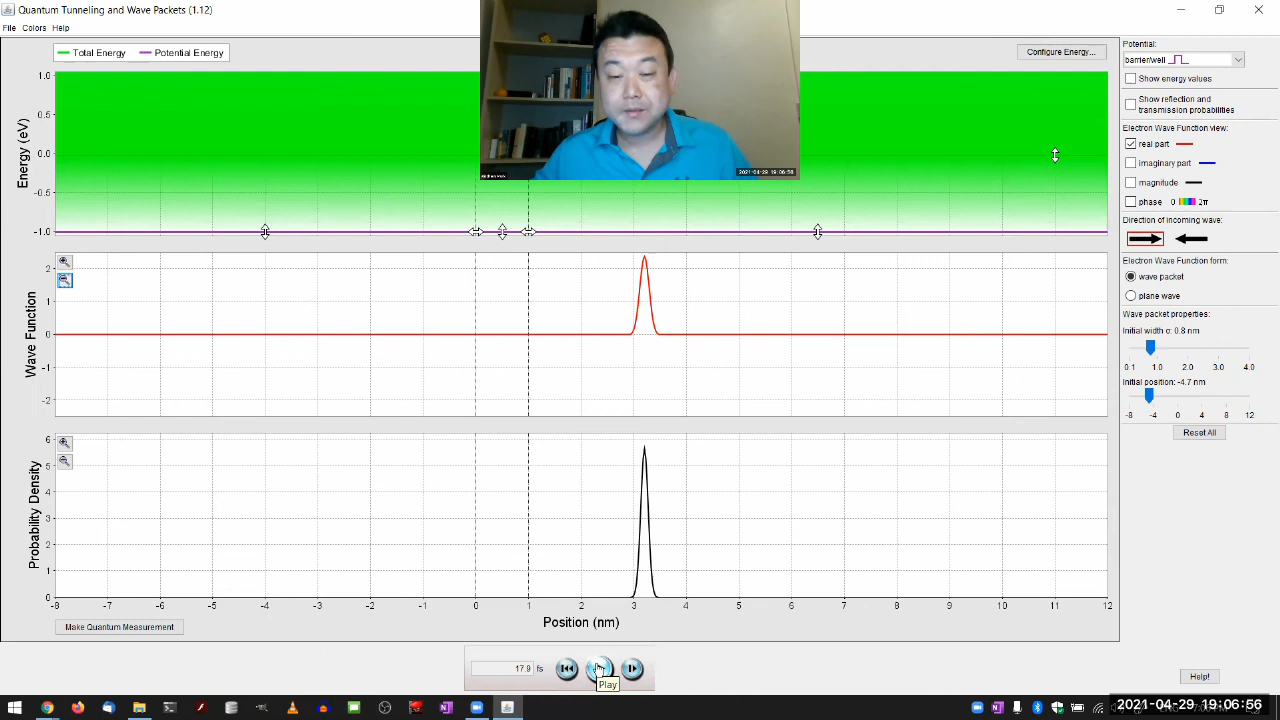 Quantum Tunneling and Wave Packets (1.12)
File Colors Help
Total Energy Potential Energy
Configure Energy...
Energy (eV)
1.0
0.5
0.0
-0.5
-1.0
2021-04-29 19:06:56
Wave Function
2
1
0
-1
-2
Probability Density
6
5
4
3
2
1
0
-8 -7 -6 -5 -4 -3 -2 -1 0 1 2 3 4 5 6 7 8 9 10 11 12
Position (nm)
Make Quantum Measurement
17.9 fs
Play
Potential:
barrier/well
Show energy values
Show reflection and
transmission probabilities
Electron Wave Function view:
real part
imaginary part
magnitude
phase 0 2π
Direction of incoming wave:
Electron Wave Function form:
wave packet
plane wave
Wave packet properties:
Initial width σ: 0.8 nm
0.1 1.0 2.0 3.0 4.0
Initial position: -4.7 nm
-8 -4 0 4 8 12
Reset All
Help!
2021-04-29 19:06:56